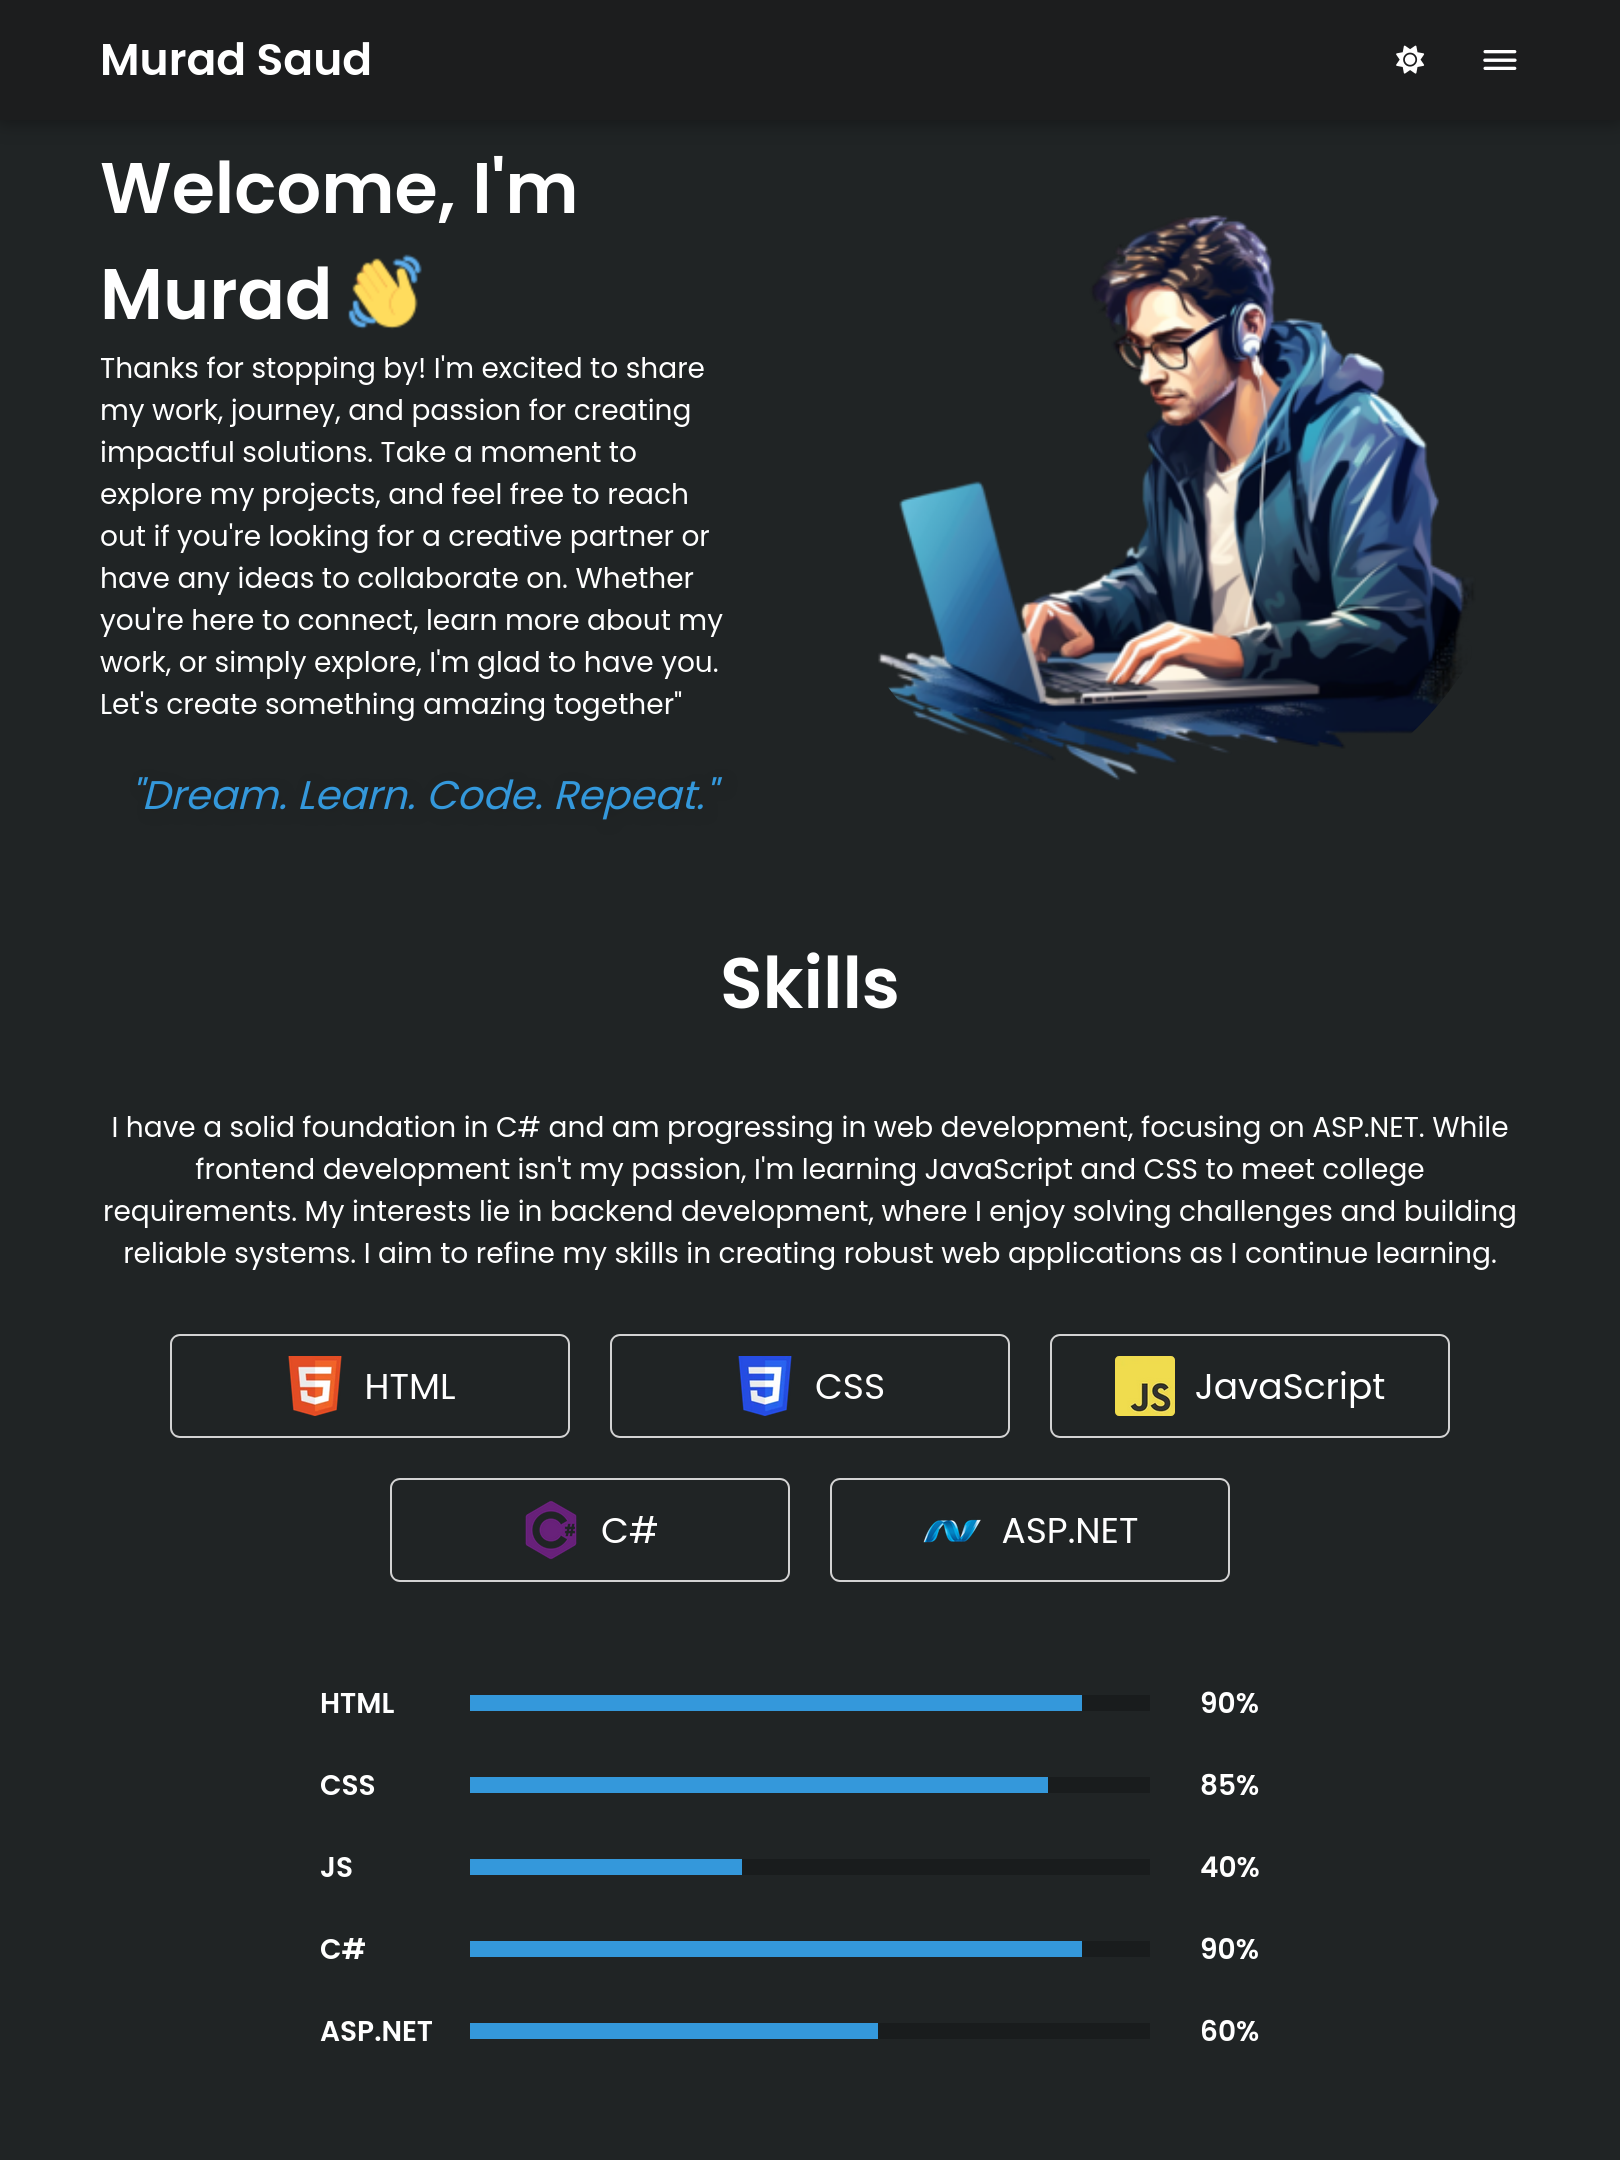 Murad Saud
Welcome, I'm
Murad 👋
Thanks for stopping by! I'm excited to share
my work, journey, and passion for creating
impactful solutions. Take a moment to
explore my projects, and feel free to reach
out if you're looking for a creative partner or
have any ideas to collaborate on. Whether
you're here to connect, learn more about my
work, or simply explore, I'm glad to have you.
Let's create something amazing together"
"Dream. Learn. Code. Repeat."
Skills
I have a solid foundation in C# and am progressing in web development, focusing on ASP.NET. While
frontend development isn't my passion, I'm learning JavaScript and CSS to meet college
requirements. My interests lie in backend development, where I enjoy solving challenges and building
reliable systems. I aim to refine my skills in creating robust web applications as I continue learning.
5 HTML
3 CSS
JS JavaScript
C# C#
ASP.NET
HTML 90%
CSS 85%
JS 40%
C# 90%
ASP.NET 60%